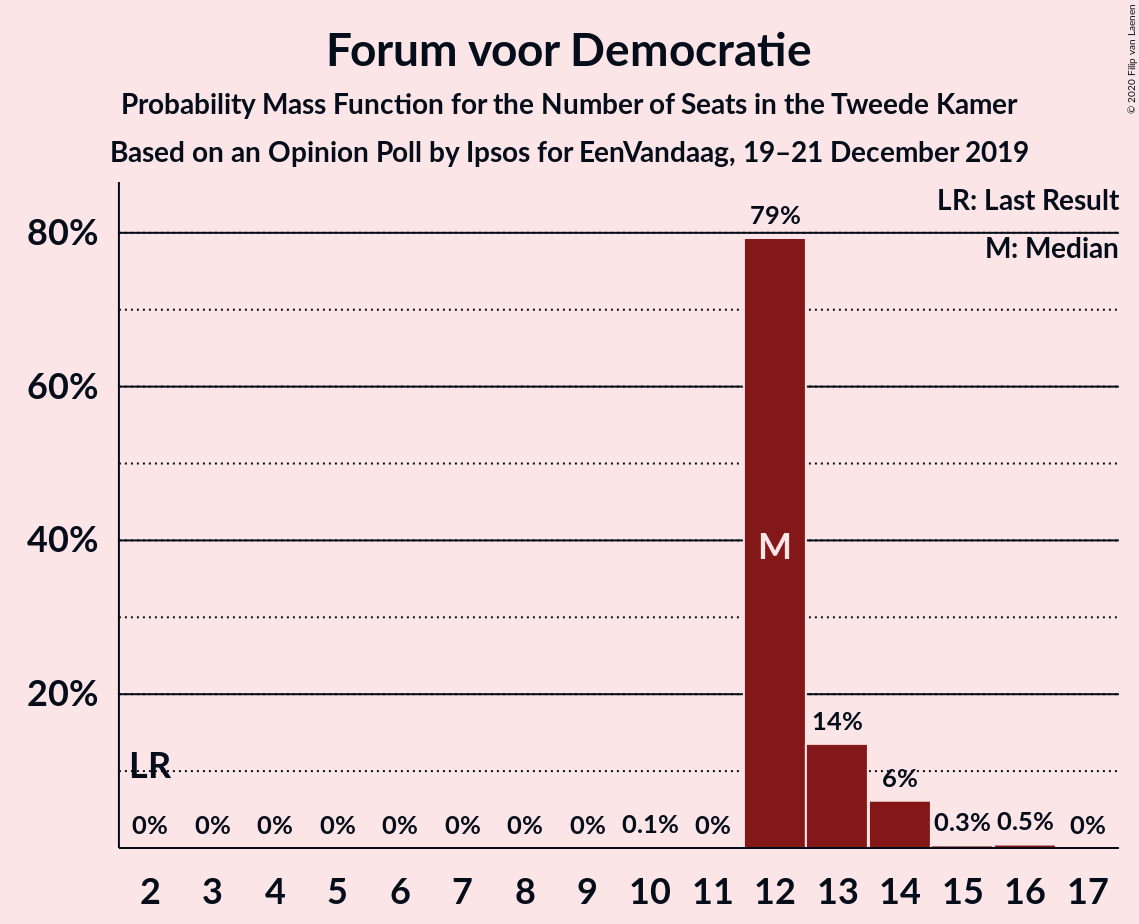 Forum voor Democratie
Probability Mass Function for the Number of Seats in the Tweede Kamer
Based on an Opinion Poll by Ipsos for EenVandaag, 19–21 December 2019
© 2020 Filip van Laenen
LR: Last Result
M: Median
80%
60%
40%
20%
79%
M
14%
6%
LR
0% 0% 0% 0% 0% 0% 0% 0% 0.1% 0% 0.3% 0.5% 0%
2 3 4 5 6 7 8 9 10 11 12 13 14 15 16 17